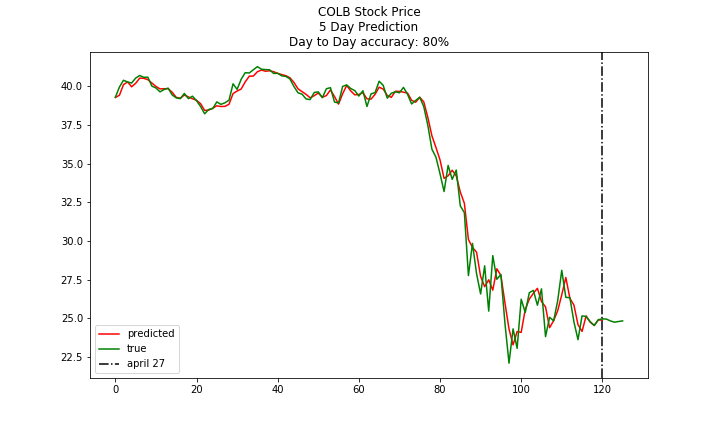 COLB Stock Price
5 Day Prediction
Day to Day accuracy: 80%
40.0
37.5
35.0
32.5
30.0
27.5
25.0
22.5
predicted
true
april 27
0 20 40 60 80 100 120